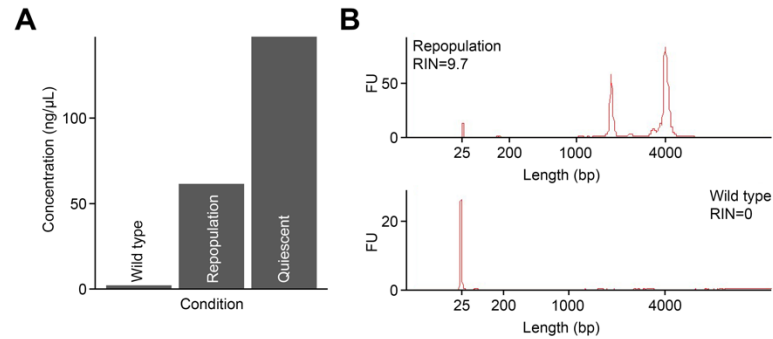 A
Concentration (ng/µL)
100
50
0
Wild type
Repopulation
Quiescent
Condition
B
Repopulation
RIN=9.7
FU
50
0
25 200 1000 4000
Length (bp)
Wild type
RIN=0
FU
20
0
25 200 1000 4000
Length (bp)